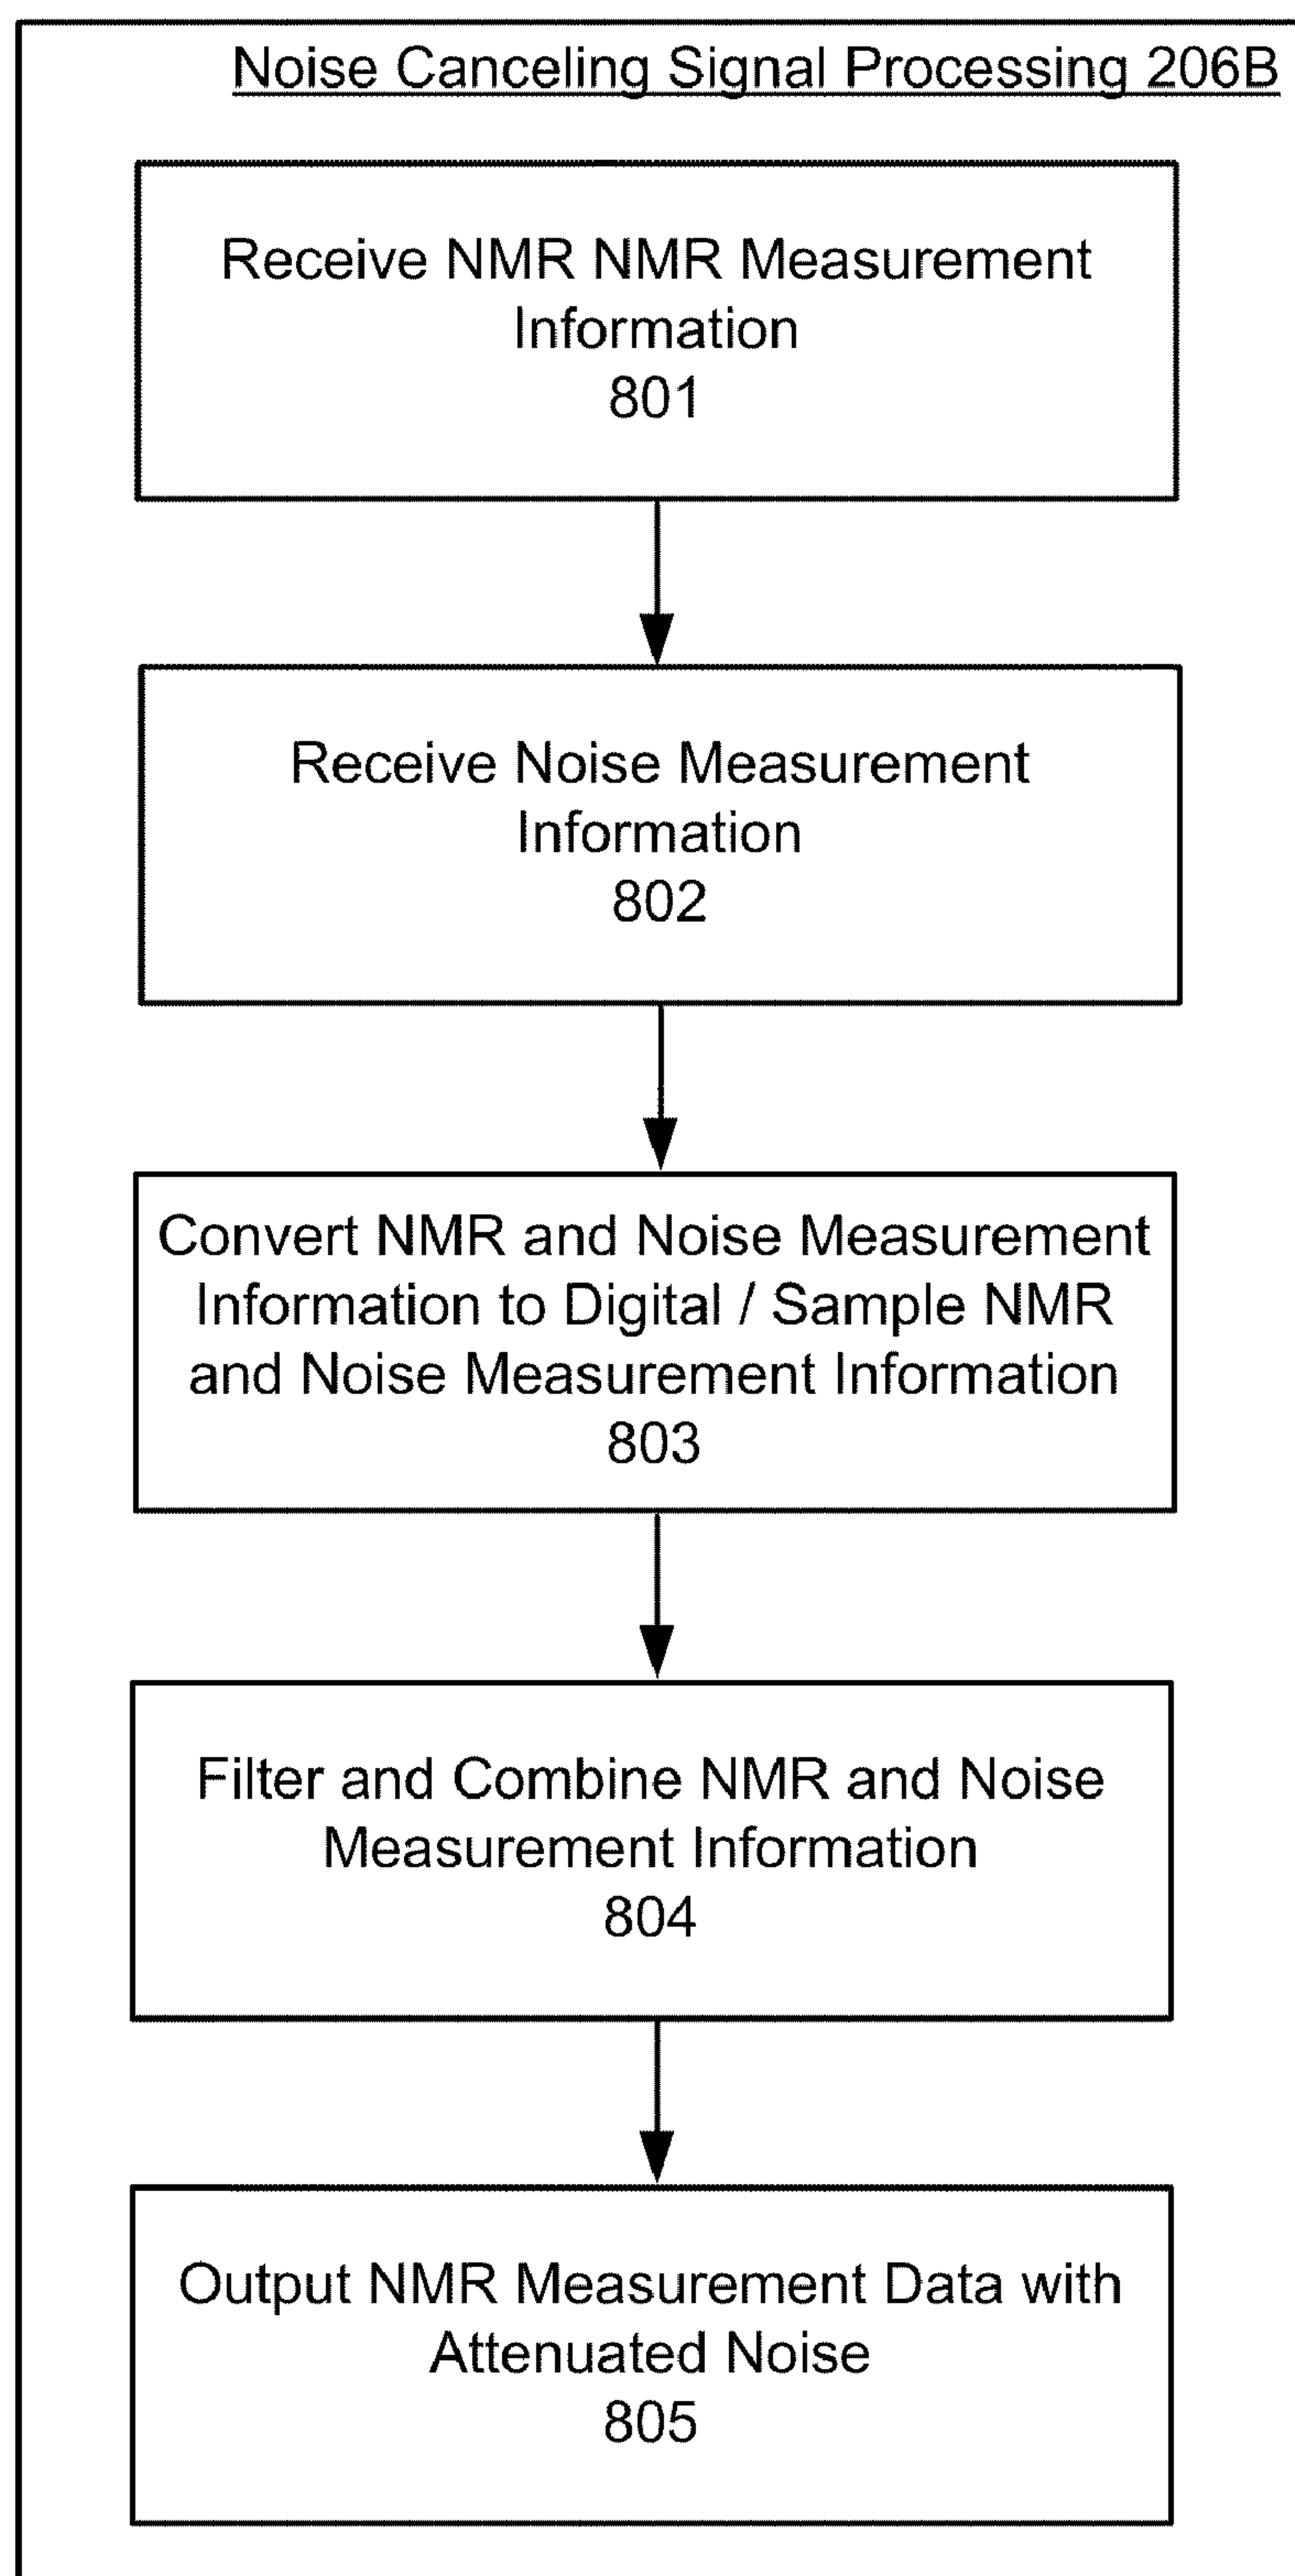 Noise Canceling Signal Processing 206B
Receive NMR NMR Measurement
Information
801
Receive Noise Measurement
Information
802
Convert NMR and Noise Measurement
Information to Digital / Sample NMR
and Noise Measurement Information
803
Filter and Combine NMR and Noise
Measurement Information
804
Output NMR Measurement Data with
Attenuated Noise
805